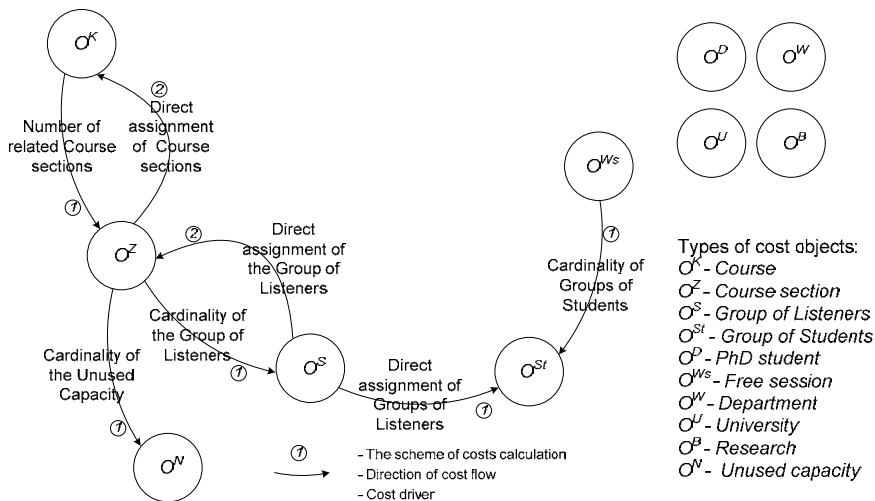 O^K
②
Direct
assignment
of Course
sections
Number of
related Course
sections
①
O^Z
②
Direct
assignment of
the Group of
Listeners
Cardinality of
the Group of
Listeners
①
Cardinality of
the Unused
Capacity
①
O^N
O^S
Direct
assignment of
Groups of
Listeners
①
O^St
O^Ws
①
Cardinality of
Groups of
Students
O^D
O^W
O^U
O^B
Types of cost objects:
O^K - Course
O^Z - Course section
O^S - Group of Listeners
O^St - Group of Students
O^D - PhD student
O^Ws - Free session
O^W - Department
O^U - University
O^B - Research
O^N - Unused capacity
① - The scheme of costs calculation
- Direction of cost flow
- Cost driver